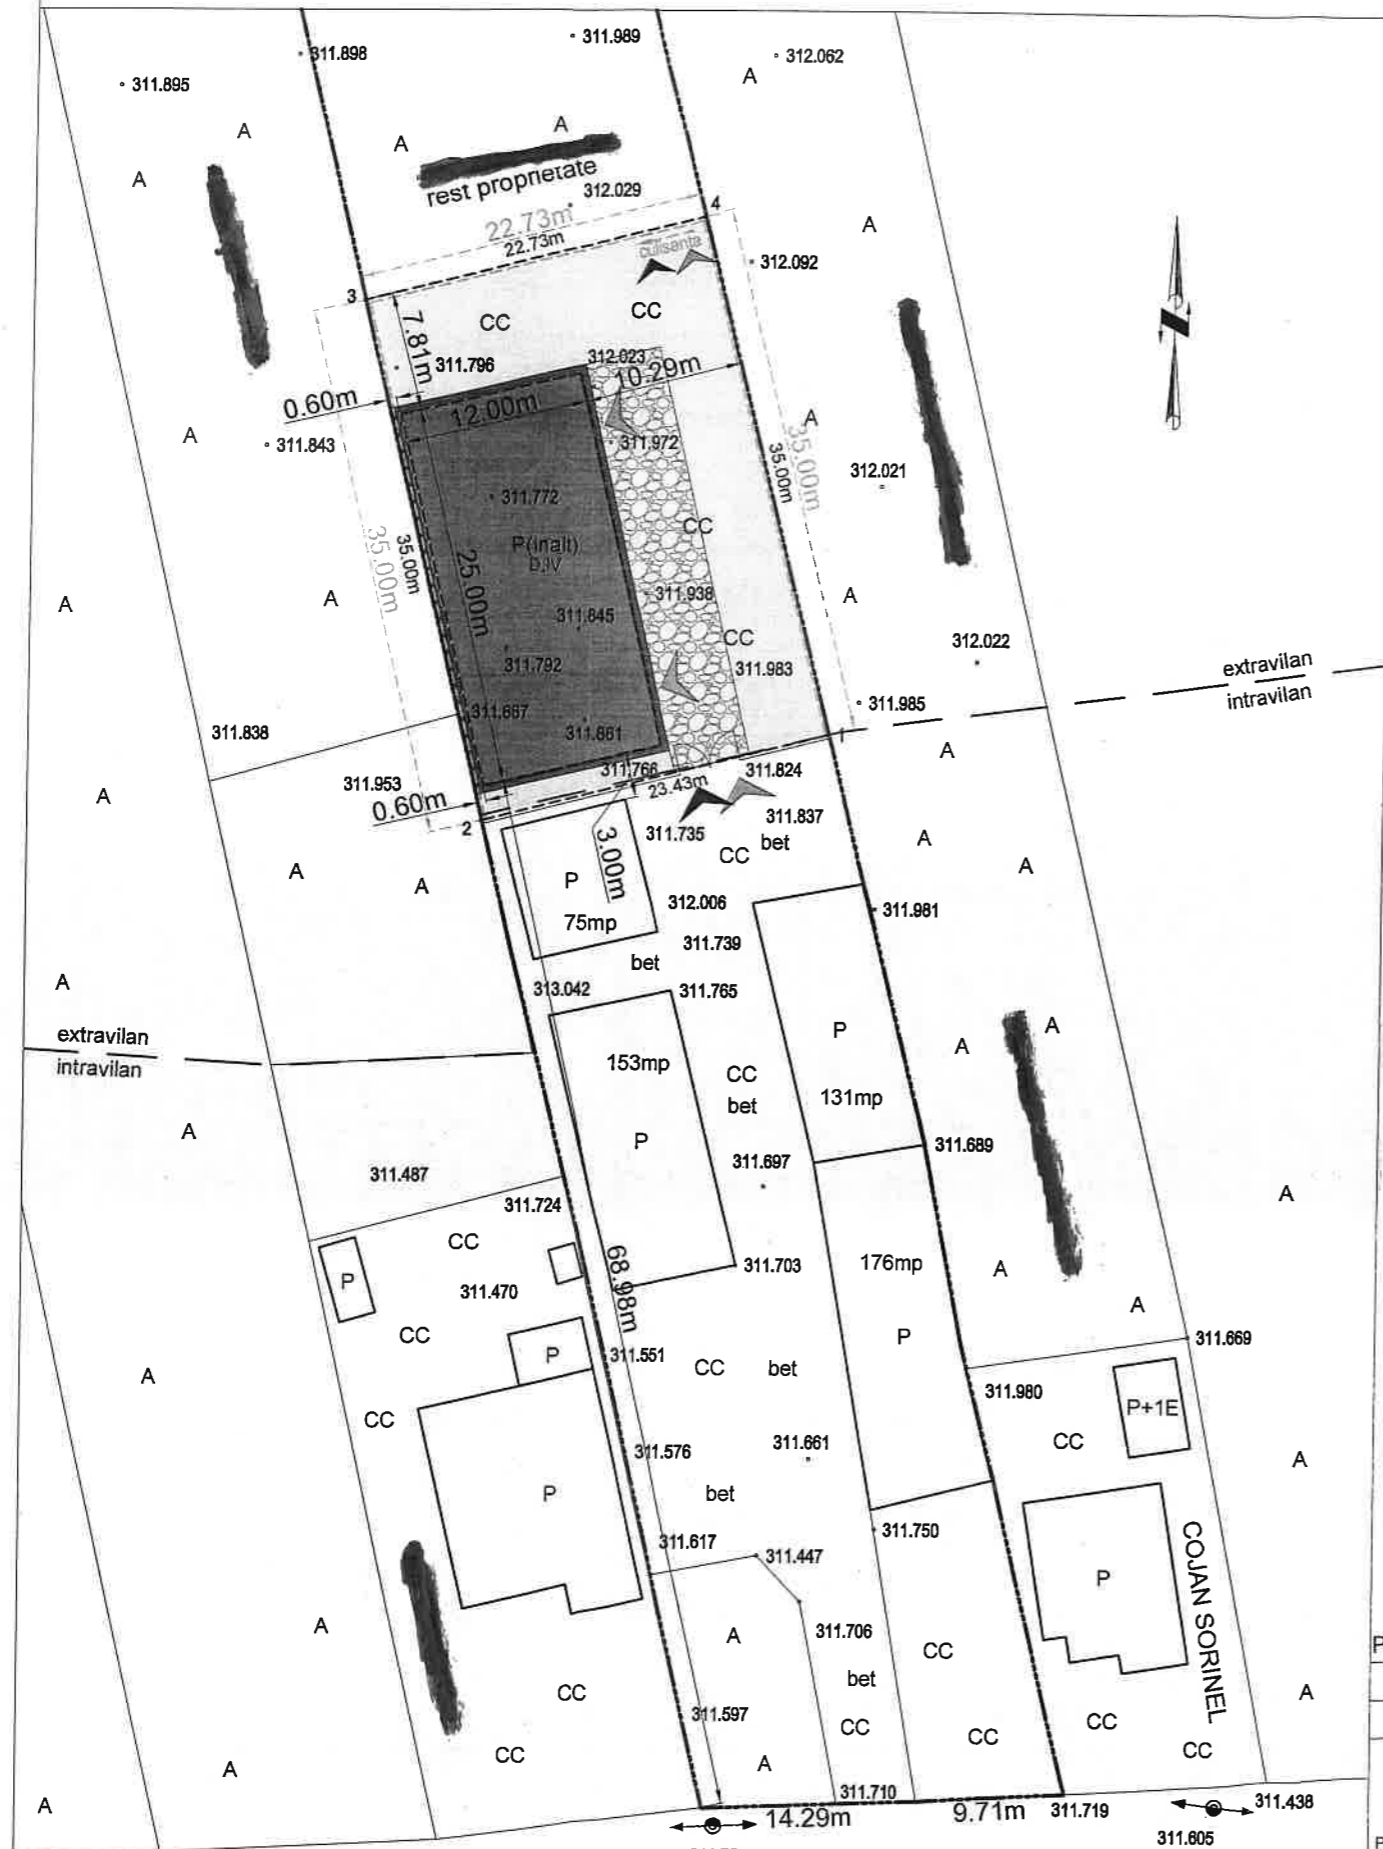 311.989
311.898
312.062
311.895
A
A
A
A
A
rest proprietate
312.029
4
22.73m
22.73m
A
culisanta
312.092
3
CC
CC
7.81m
312.023
311.796
10.29m
0.60m
12.00m
A
A
311.843
311.972
35.00m
35.00m
312.021
311.772
CC
35.00m
35.00m
P(inalt)
D.IV
25.00m
311.938
A
A
A
311.845
CC
312.022
311.792
311.983
extravilan
intravilan
311.985
311.667
311.838
311.861
1
A
311.766
311.824
311.953
23.43m
A
0.60m
311.837
2
311.735
bet
A
3.00m
CC
A
A
A
P
312.006
311.981
75mp
311.739
bet
A
313.042
311.765
A
P
A
extravilan
intravilan
153mp
CC
131mp
bet
A
P
311.689
311.487
311.697
A
311.724
CC
68.98m
176mp
311.703
A
P
311.470
A
CC
P
311.669
P
311.551
CC
bet
A
311.980
P+1E
CC
CC
311.576
311.661
A
P
bet
311.750
311.617
311.447
COJAN SORINEL
P
A
A
311.706
P
CC
bet
CC
A
311.597
CC
CC
CC
CC
CC
A
A
311.710
A
14.29m
9.71m
311.719
311.438
311.605